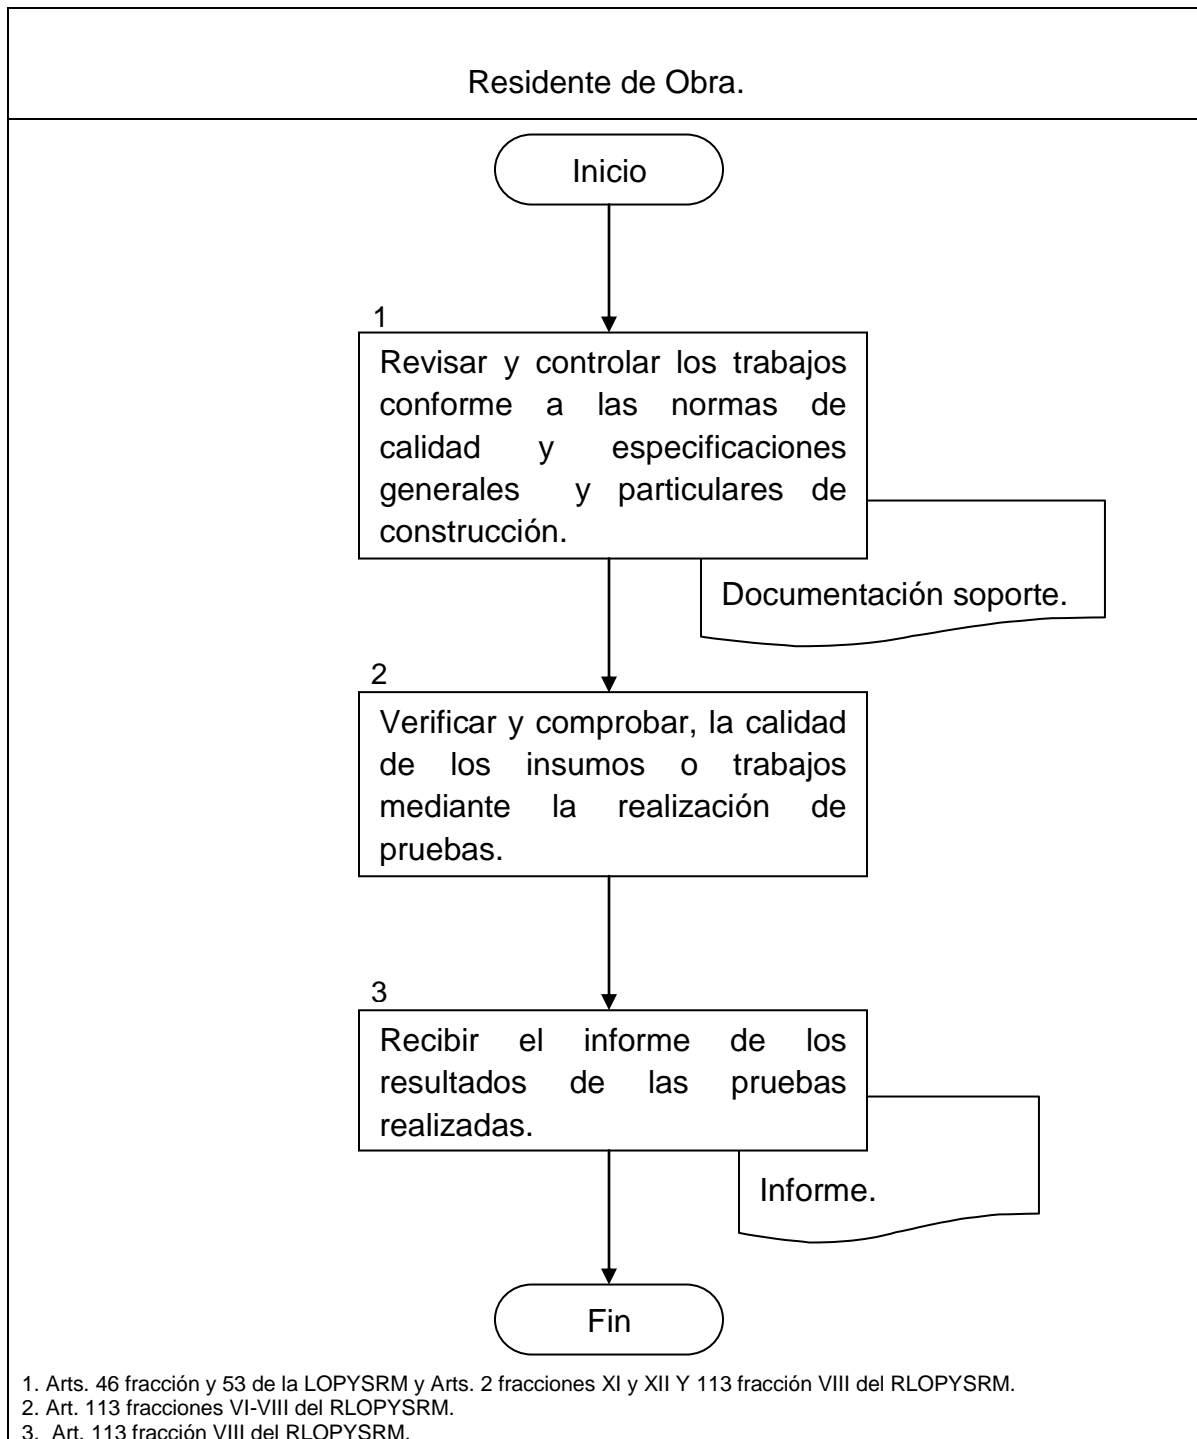 Residente de Obra.
Inicio
1
Revisar y controlar los trabajos
conforme a las normas de
calidad y especificaciones
generales y particulares de
construcción.
Documentación soporte.
2
Verificar y comprobar, la calidad
de los insumos o trabajos
mediante la realización de
pruebas.
3
Recibir el informe de los
resultados de las pruebas
realizadas.
Informe.
Fin
1. Arts. 46 fracción y 53 de la LOPYSRM y Arts. 2 fracciones XI y XII Y 113 fracción VIII del RLOPYSRM.
2. Art. 113 fracciones VI-VIII del RLOPYSRM.
3. Art. 113 fracción VIII del RLOPYSRM.